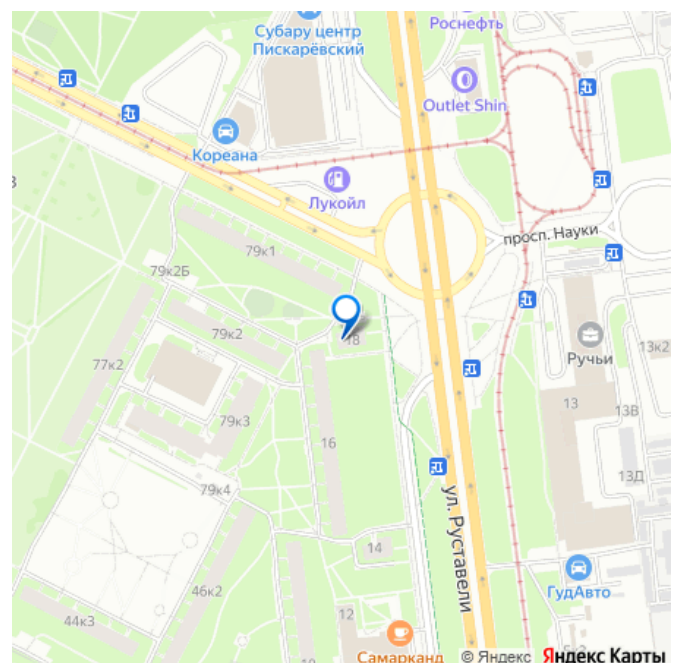 Роснефть
Субару центр
Пискарёвский
Outlet Shin
Кореана
Лукойл
просп. Науки
79к1
79к2Б
79к2
18
Ручьи
13к2
77к2
13
13В
79к3
16
13Д
79к4
ул. Руставели
14
ГудАвто
46к2
12
44к3
Самарканд
10
© Яндекс
Яндекс Карты